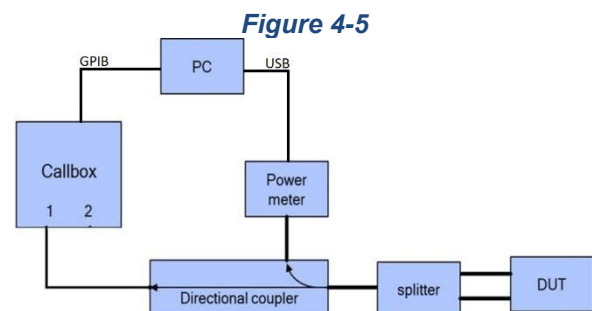 Figure 4-5
GPIB
PC
USB
Callbox
1 2
Power
meter
Directional coupler
splitter
DUT